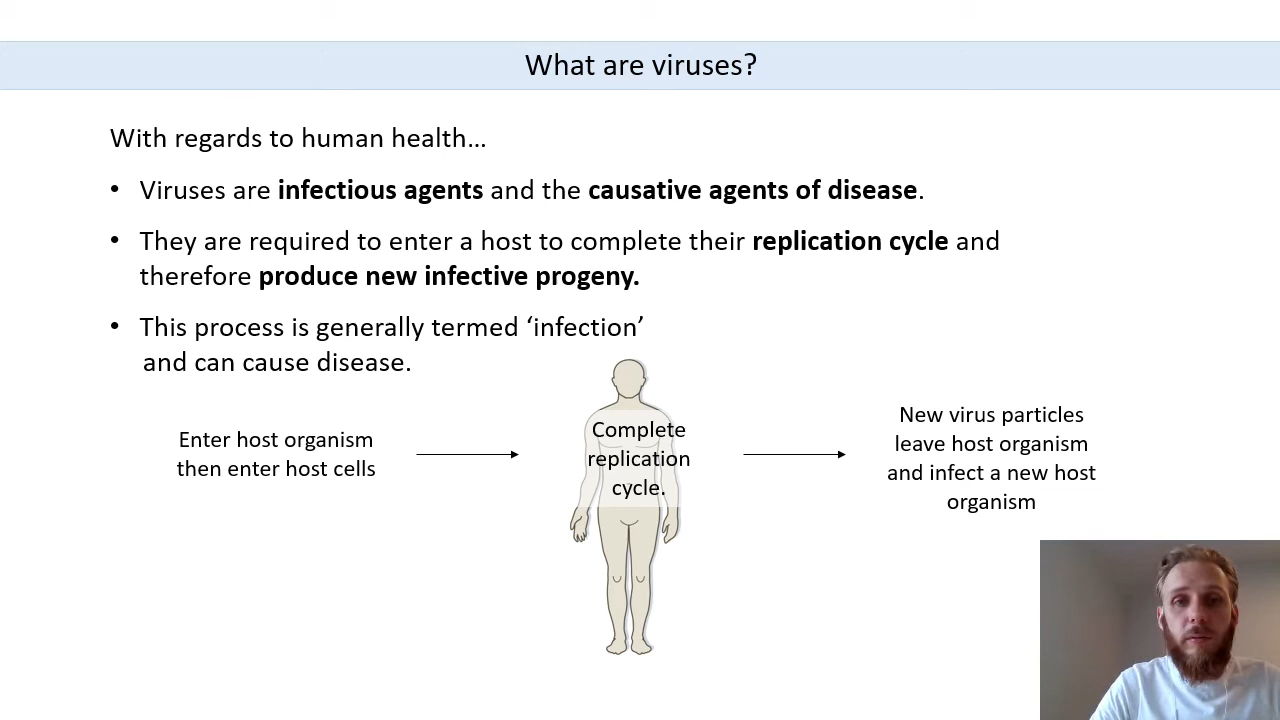 What are viruses?
With regards to human health…
• Viruses are infectious agents and the causative agents of disease.
• They are required to enter a host to complete their replication cycle and
therefore produce new infective progeny.
• This process is generally termed ‘infection’
and can cause disease.
Enter host organism
then enter host cells
Complete
replication
cycle.
New virus particles
leave host organism
and infect a new host
organism